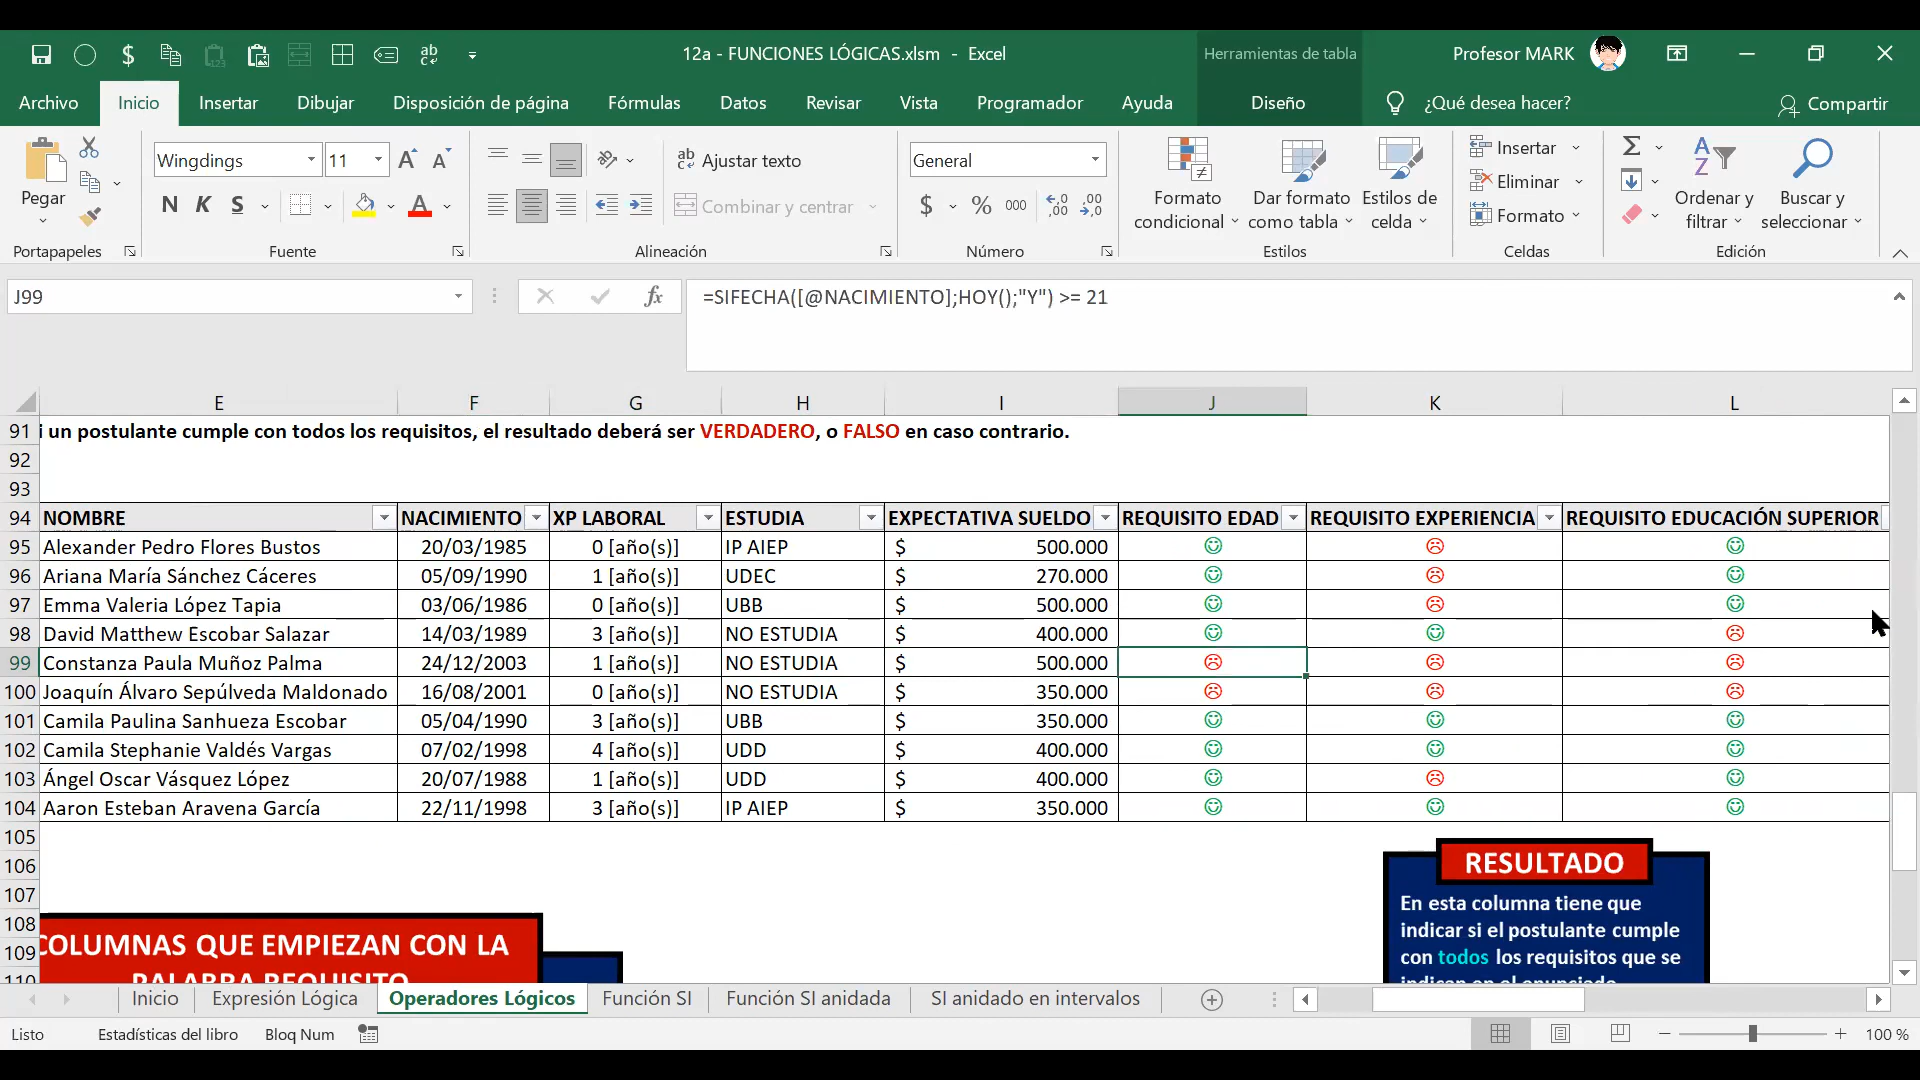 12a - FUNCIONES LÓGICAS.xlsm - Excel
Herramientas de tabla
Profesor MARK
Archivo Inicio Insertar Dibujar Disposición de página Fórmulas Datos Revisar Vista Programador Ayuda Diseño ¿Qué desea hacer? Compartir
Pegar
Wingdings 11
N K S
Ajustar texto
Combinar y centrar
General
$ % 000
Formato condicional
Dar formato como tabla
Estilos de celda
Insertar
Eliminar
Formato
Ordenar y filtrar
Buscar y seleccionar
Portapapeles Fuente Alineación Número Estilos Celdas Edición
J99 fx =SIFECHA([@NACIMIENTO];HOY();"Y") >= 21
E F G H I J K L
91 i un postulante cumple con todos los requisitos, el resultado deberá ser VERDADERO, o FALSO en caso contrario.
92
93
94 NOMBRE NACIMIENTO XP LABORAL ESTUDIA EXPECTATIVA SUELDO REQUISITO EDAD REQUISITO EXPERIENCIA REQUISITO EDUCACIÓN SUPERIOR
95 Alexander Pedro Flores Bustos 20/03/1985 0 [año(s)] IP AIEP $ 500.000
96 Ariana María Sánchez Cáceres 05/09/1990 1 [año(s)] UDEC $ 270.000
97 Emma Valeria López Tapia 03/06/1986 0 [año(s)] UBB $ 500.000
98 David Matthew Escobar Salazar 14/03/1989 3 [año(s)] NO ESTUDIA $ 400.000
99 Constanza Paula Muñoz Palma 24/12/2003 1 [año(s)] NO ESTUDIA $ 500.000
100 Joaquín Álvaro Sepúlveda Maldonado 16/08/2001 0 [año(s)] NO ESTUDIA $ 350.000
101 Camila Paulina Sanhueza Escobar 05/04/1990 3 [año(s)] UBB $ 350.000
102 Camila Stephanie Valdés Vargas 07/02/1998 4 [año(s)] UDD $ 400.000
103 Ángel Oscar Vásquez López 20/07/1988 1 [año(s)] UDD $ 400.000
104 Aaron Esteban Aravena García 22/11/1998 3 [año(s)] IP AIEP $ 350.000
105
106
107
108
109
110
COLUMNAS QUE EMPIEZAN CON LA
PALABRA REQUISITO
RESULTADO
En esta columna tiene que
indicar si el postulante cumple
con todos los requisitos que se
indican en el enunciado
Inicio Expresión Lógica Operadores Lógicos Función SI Función SI anidada SI anidado en intervalos
Listo Estadísticas del libro Bloq Num 100 %